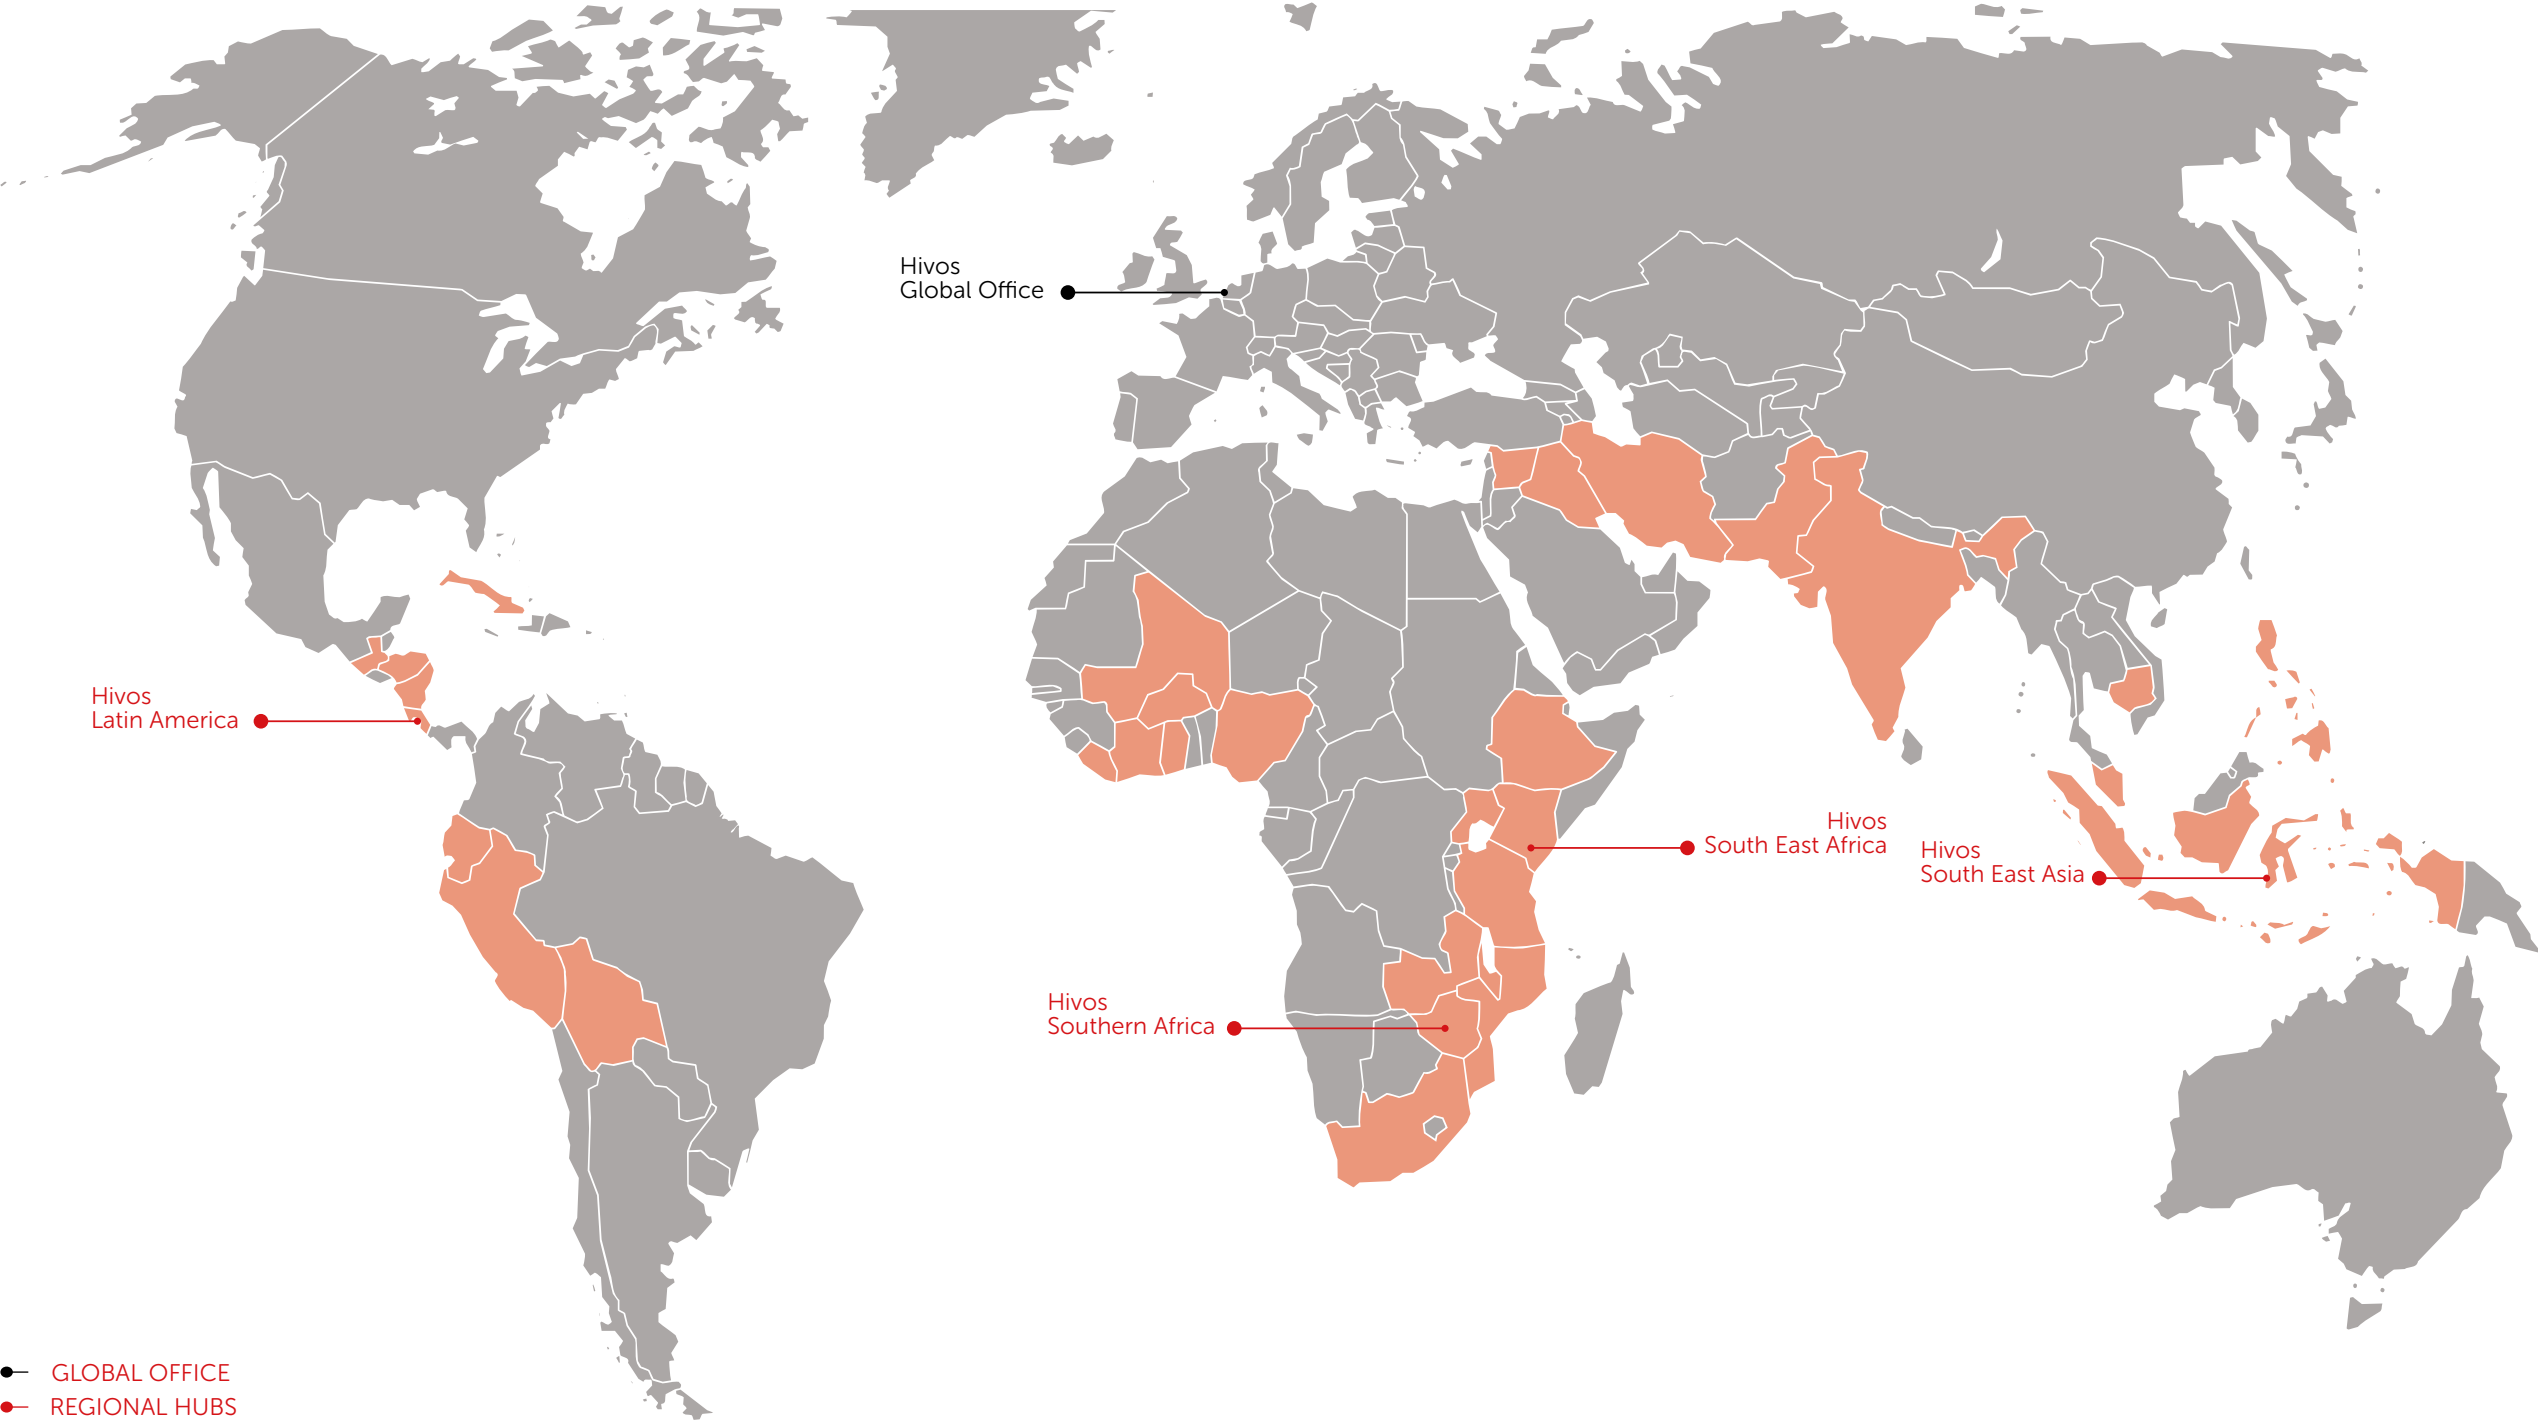 Hivos
Global Office
Hivos
Latin America
Hivos
South East Africa
Hivos
South East Asia
Hivos
Southern Africa
GLOBAL OFFICE
REGIONAL HUBS